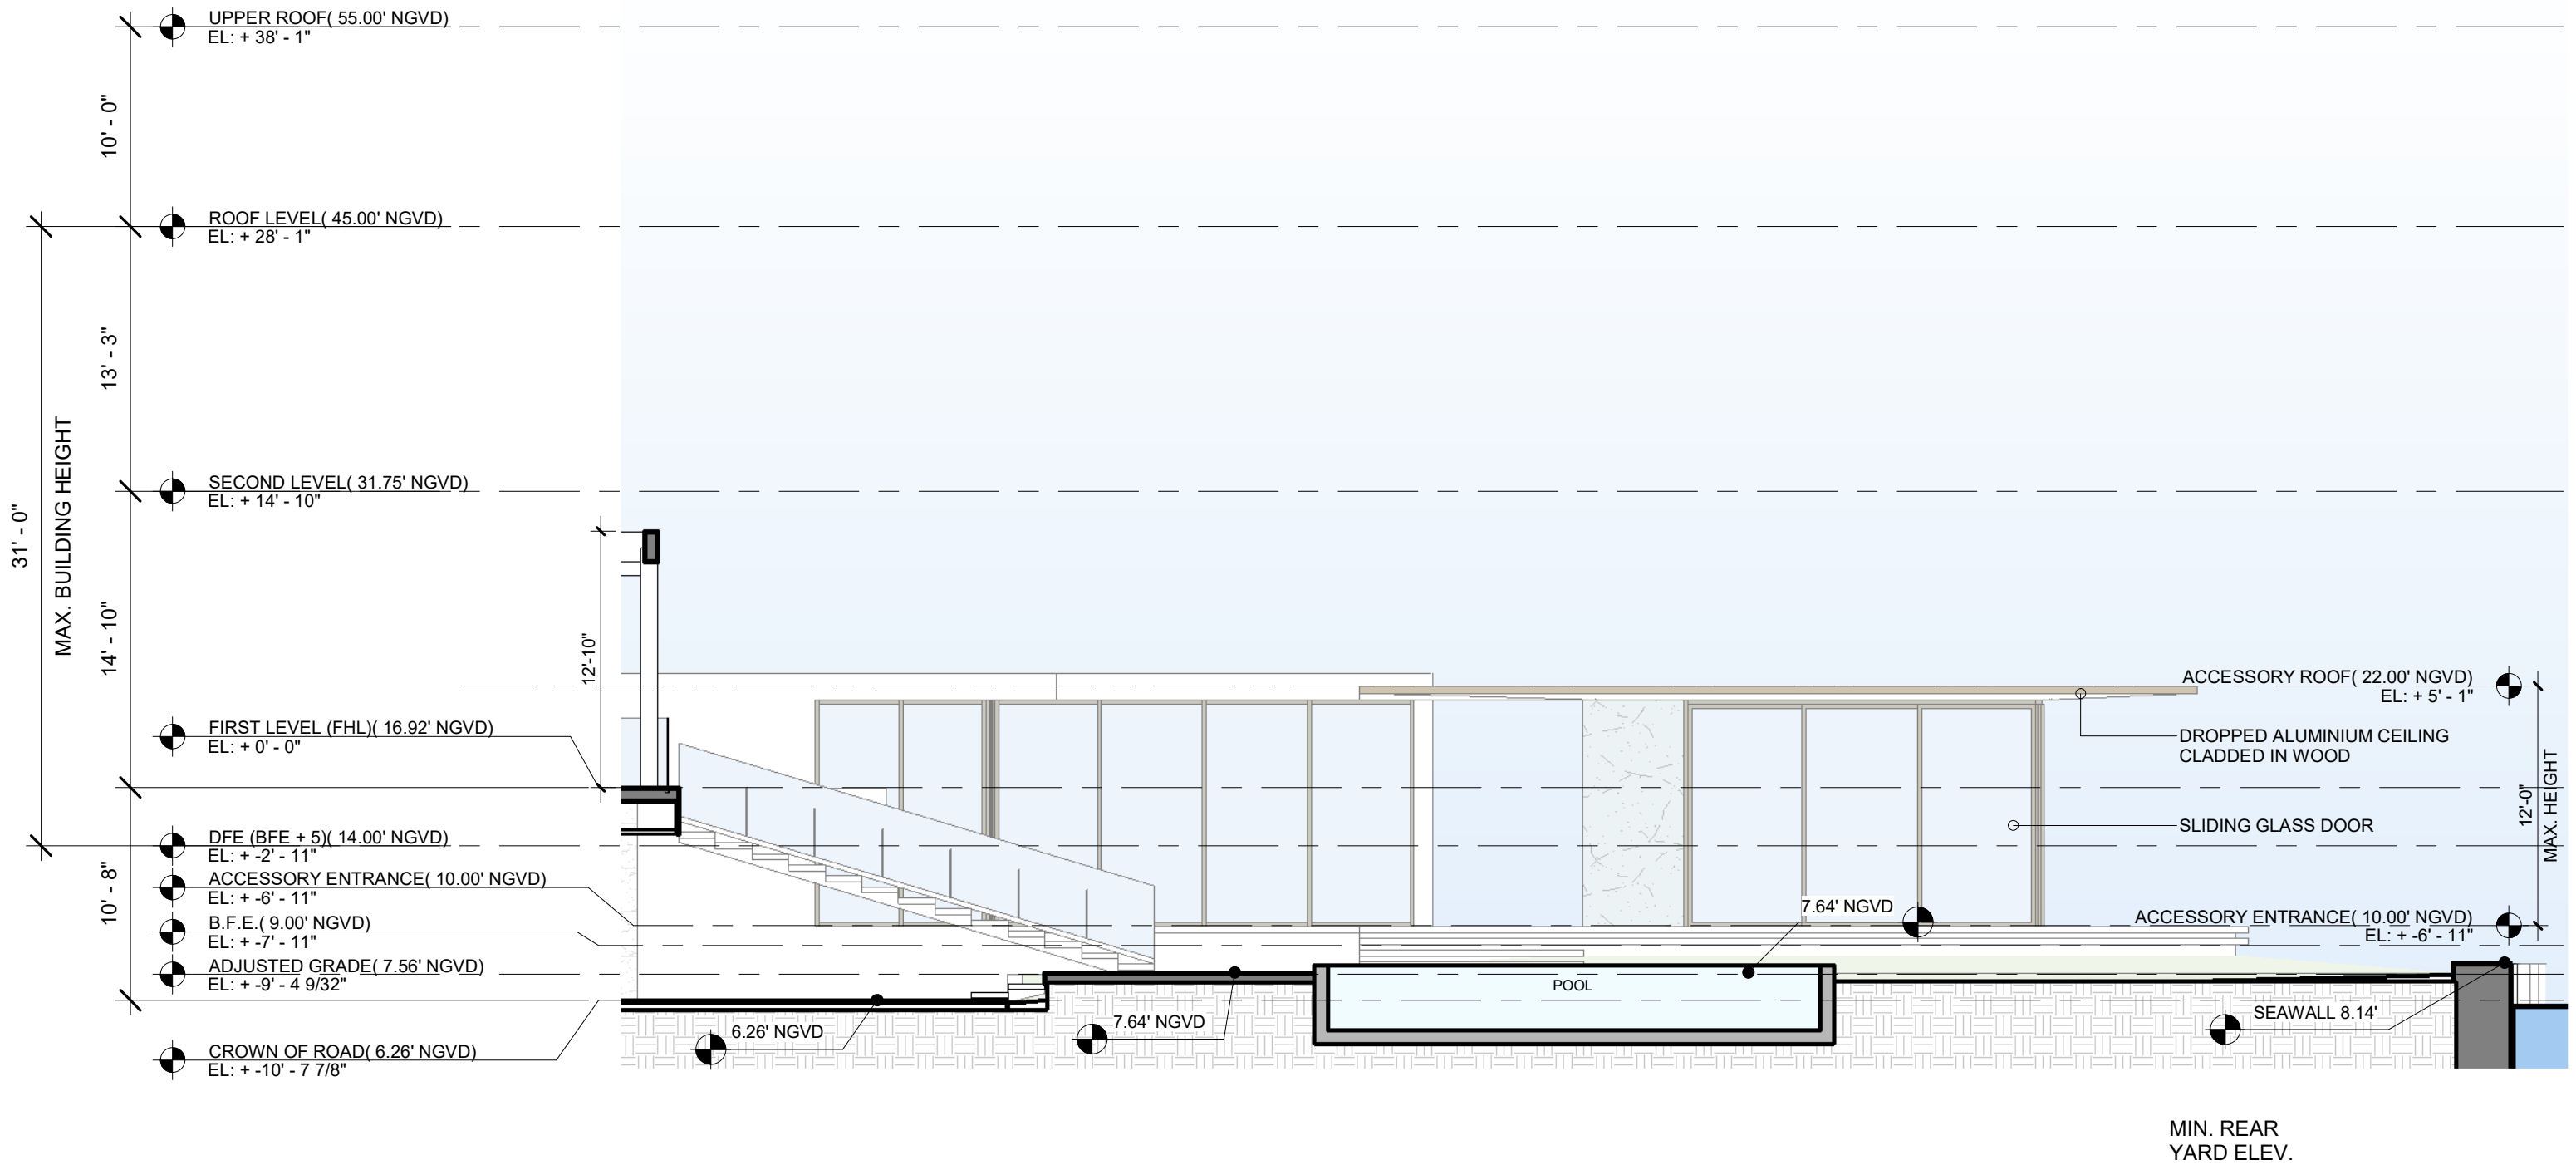 UPPER ROOF( 55.00' NGVD)
EL: + 38' - 1"
10' - 0"
ROOF LEVEL( 45.00' NGVD)
EL: + 28' - 1"
13' - 3"
31' - 0"
MAX. BUILDING HEIGHT
SECOND LEVEL( 31.75' NGVD)
EL: + 14' - 10"
14' - 10"
12'-10"
FIRST LEVEL (FHL)( 16.92' NGVD)
EL: + 0' - 0"
DFE (BFE + 5)( 14.00' NGVD)
EL: + -2' - 11"
ACCESSORY ENTRANCE( 10.00' NGVD)
EL: + -6' - 11"
10' - 8"
B.F.E.( 9.00' NGVD)
EL: + -7' - 11"
ADJUSTED GRADE( 7.56' NGVD)
EL: + -9' - 4 9/32"
CROWN OF ROAD( 6.26' NGVD)
EL: + -10' - 7 7/8"
6.26' NGVD
7.64' NGVD
POOL
7.64' NGVD
ACCESSORY ROOF( 22.00' NGVD)
EL: + 5' - 1"
DROPPED ALUMINIUM CEILING
CLADDED IN WOOD
SLIDING GLASS DOOR
12'-0"
MAX. HEIGHT
ACCESSORY ENTRANCE( 10.00' NGVD)
EL: + -6' - 11"
SEAWALL 8.14'
MIN. REAR
YARD ELEV.